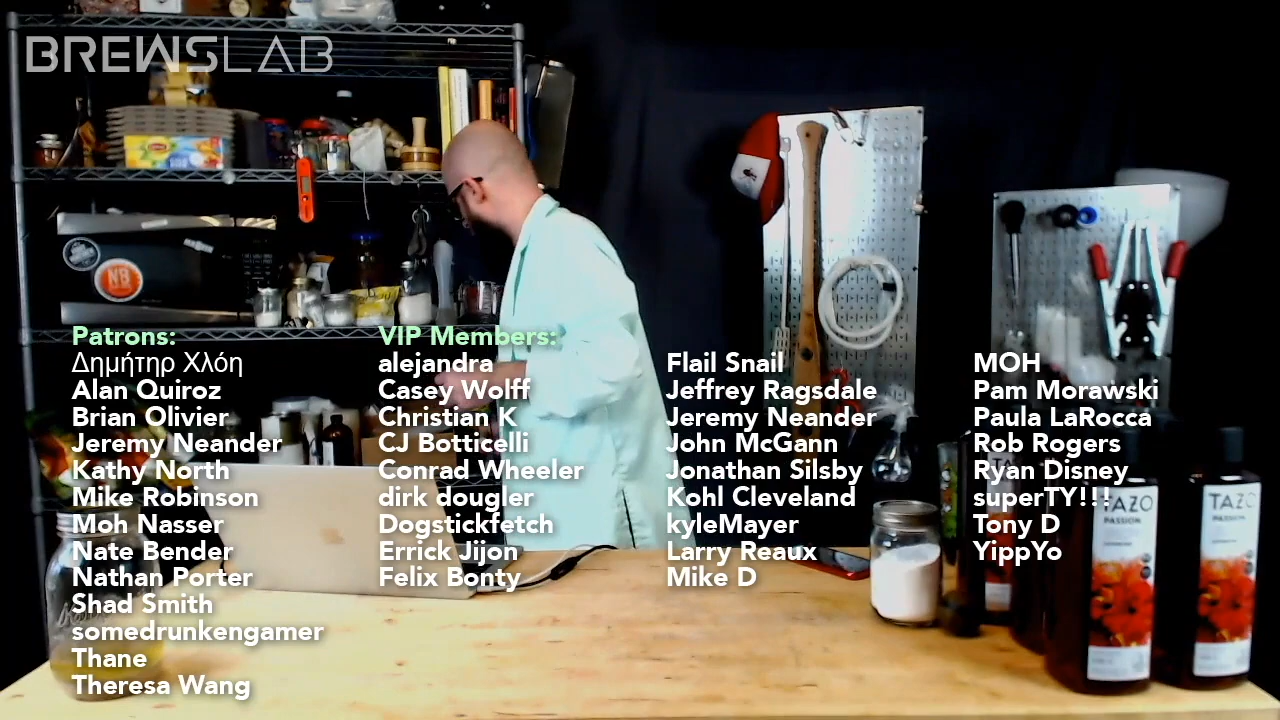 BREWSLAB
Patrons:
Δημήτηρ Χλόη
Alan Quiroz
Brian Olivier
Jeremy Neander
Kathy North
Mike Robinson
Moh Nasser
Nate Bender
Nathan Porter
Shad Smith
somedrunkengamer
Thane
Theresa Wang
VIP Members:
alejandra
Casey Wolff
Christian K
CJ Botticelli
Conrad Wheeler
dirk dougler
Dogstickfetch
Errick Jijon
Felix Bonty
Flail Snail
Jeffrey Ragsdale
Jeremy Neander
John McGann
Jonathan Silsby
Kohl Cleveland
kyleMayer
Larry Reaux
Mike D
MOH
Pam Morawski
Paula LaRocca
Rob Rogers
Ryan Disney
superTY!!!
Tony D
YippYo
NB
TAZO
PASSION
TAZO
PASSION